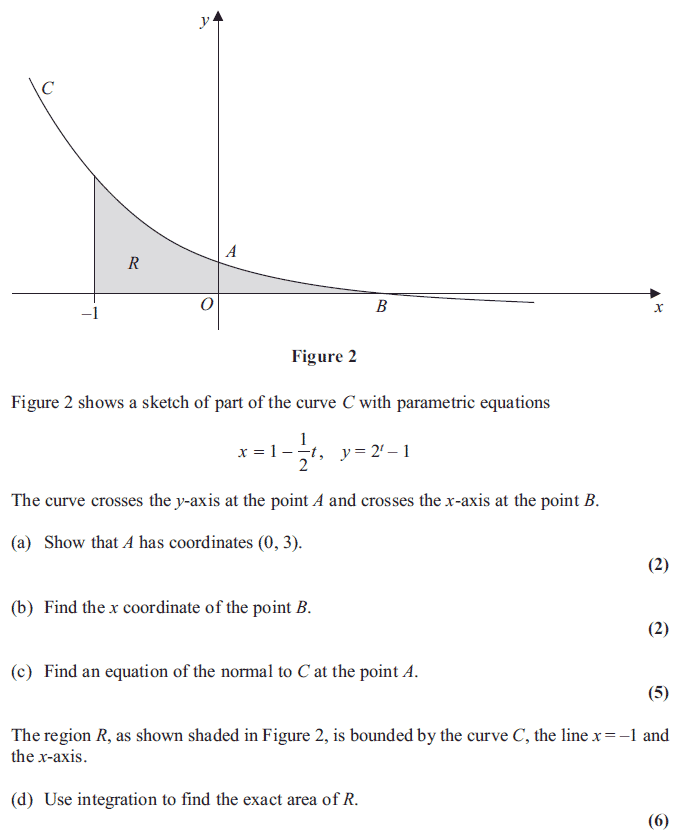 y
C
A
R
–1
O
B
x
Figure 2
Figure 2 shows a sketch of part of the curve C with parametric equations
x = 1 – 1/2 t, y = 2^t – 1
The curve crosses the y-axis at the point A and crosses the x-axis at the point B.
(a) Show that A has coordinates (0, 3).
(2)
(b) Find the x coordinate of the point B.
(2)
(c) Find an equation of the normal to C at the point A.
(5)
The region R, as shown shaded in Figure 2, is bounded by the curve C, the line x = –1 and
the x-axis.
(d) Use integration to find the exact area of R.
(6)